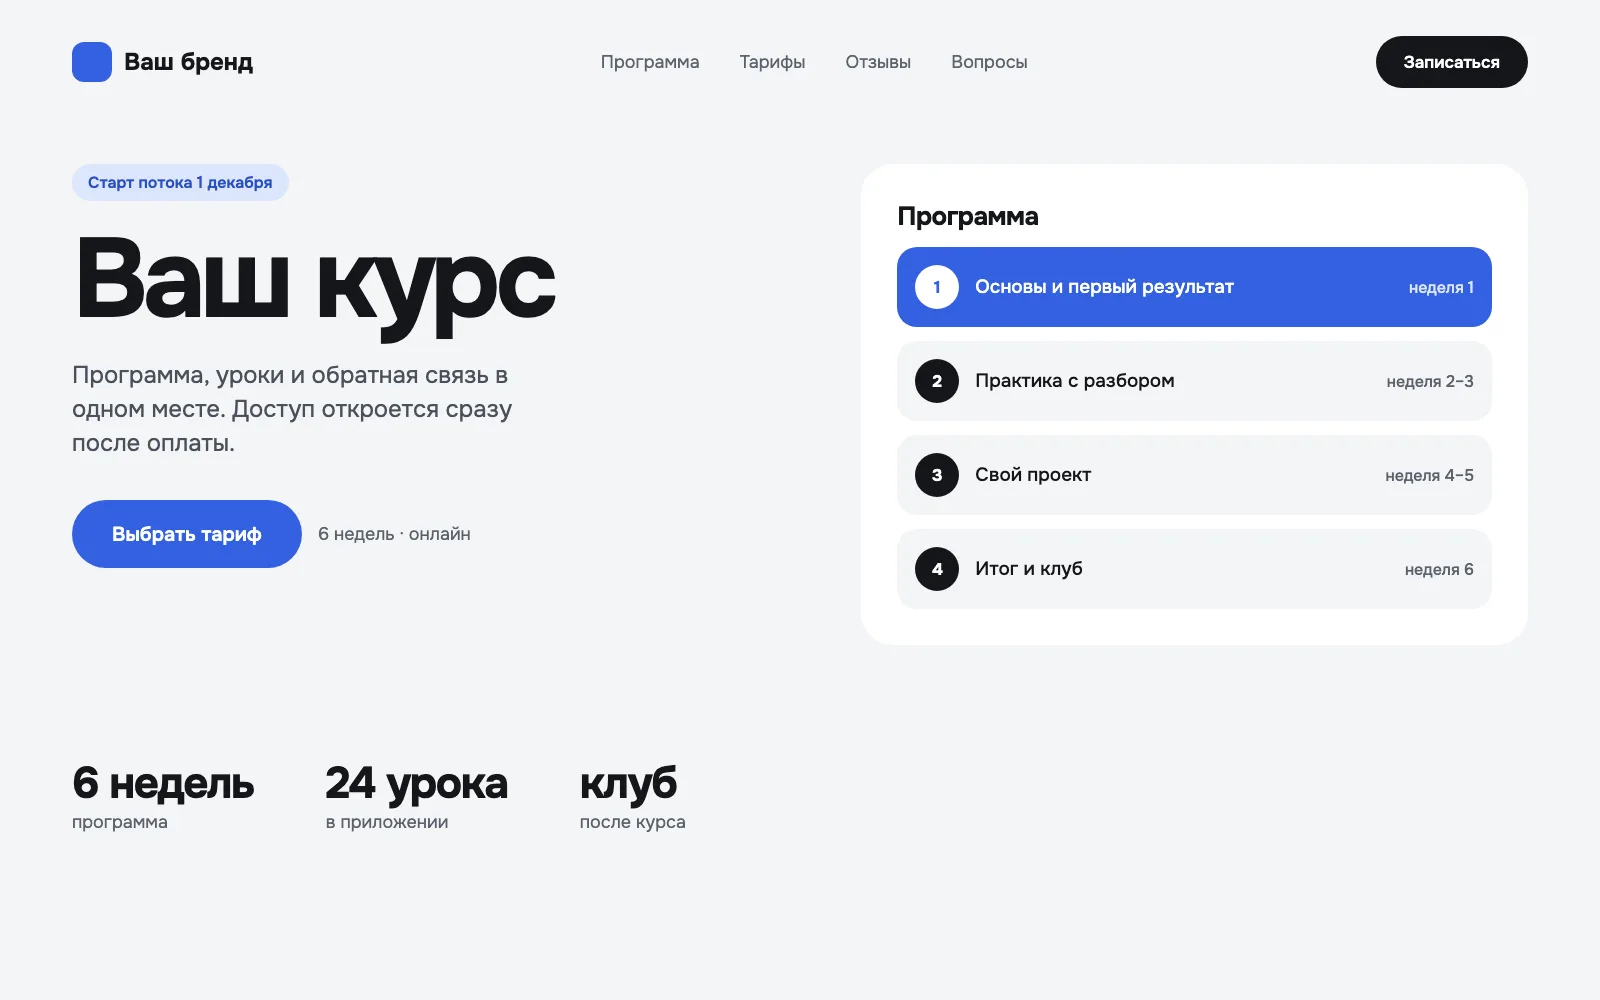 Ваш бренд
Программа
Тарифы
Отзывы
Вопросы
Записаться
Старт потока 1 декабря
Ваш курс
Программа, уроки и обратная связь в
одном месте. Доступ откроется сразу
после оплаты.
Выбрать тариф
6 недель · онлайн
Программа
1 Основы и первый результат неделя 1
2 Практика с разбором неделя 2–3
3 Свой проект неделя 4–5
4 Итог и клуб неделя 6
6 недель
программа
24 урока
в приложении
клуб
после курса